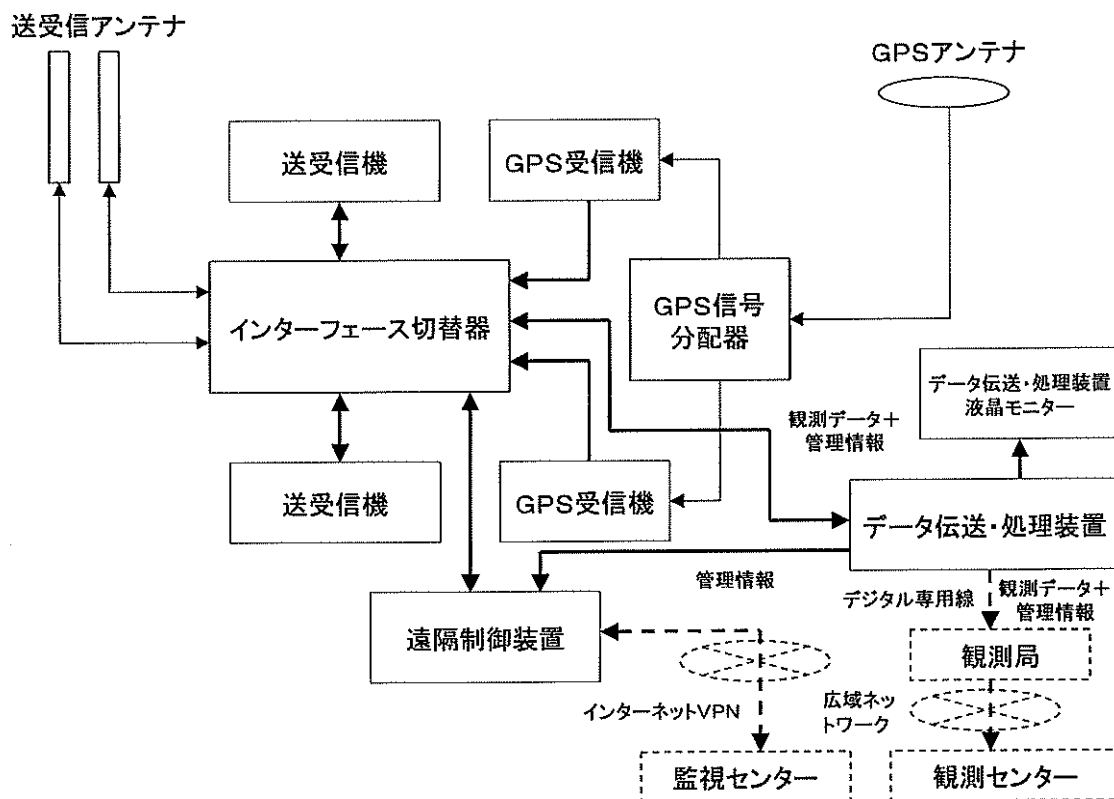 送受信アンテナ
GPSアンテナ
送受信機
GPS受信機
インターフェース切替器
GPS信号
分配器
データ伝送・処理装置
液晶モニター
観測データ+
管理情報
送受信機
GPS受信機
データ伝送・処理装置
管理情報
デジタル専用線
観測データ+
管理情報
遠隔制御装置
観測局
インターネットVPN
広域ネッ
トワーク
監視センター
観測センター